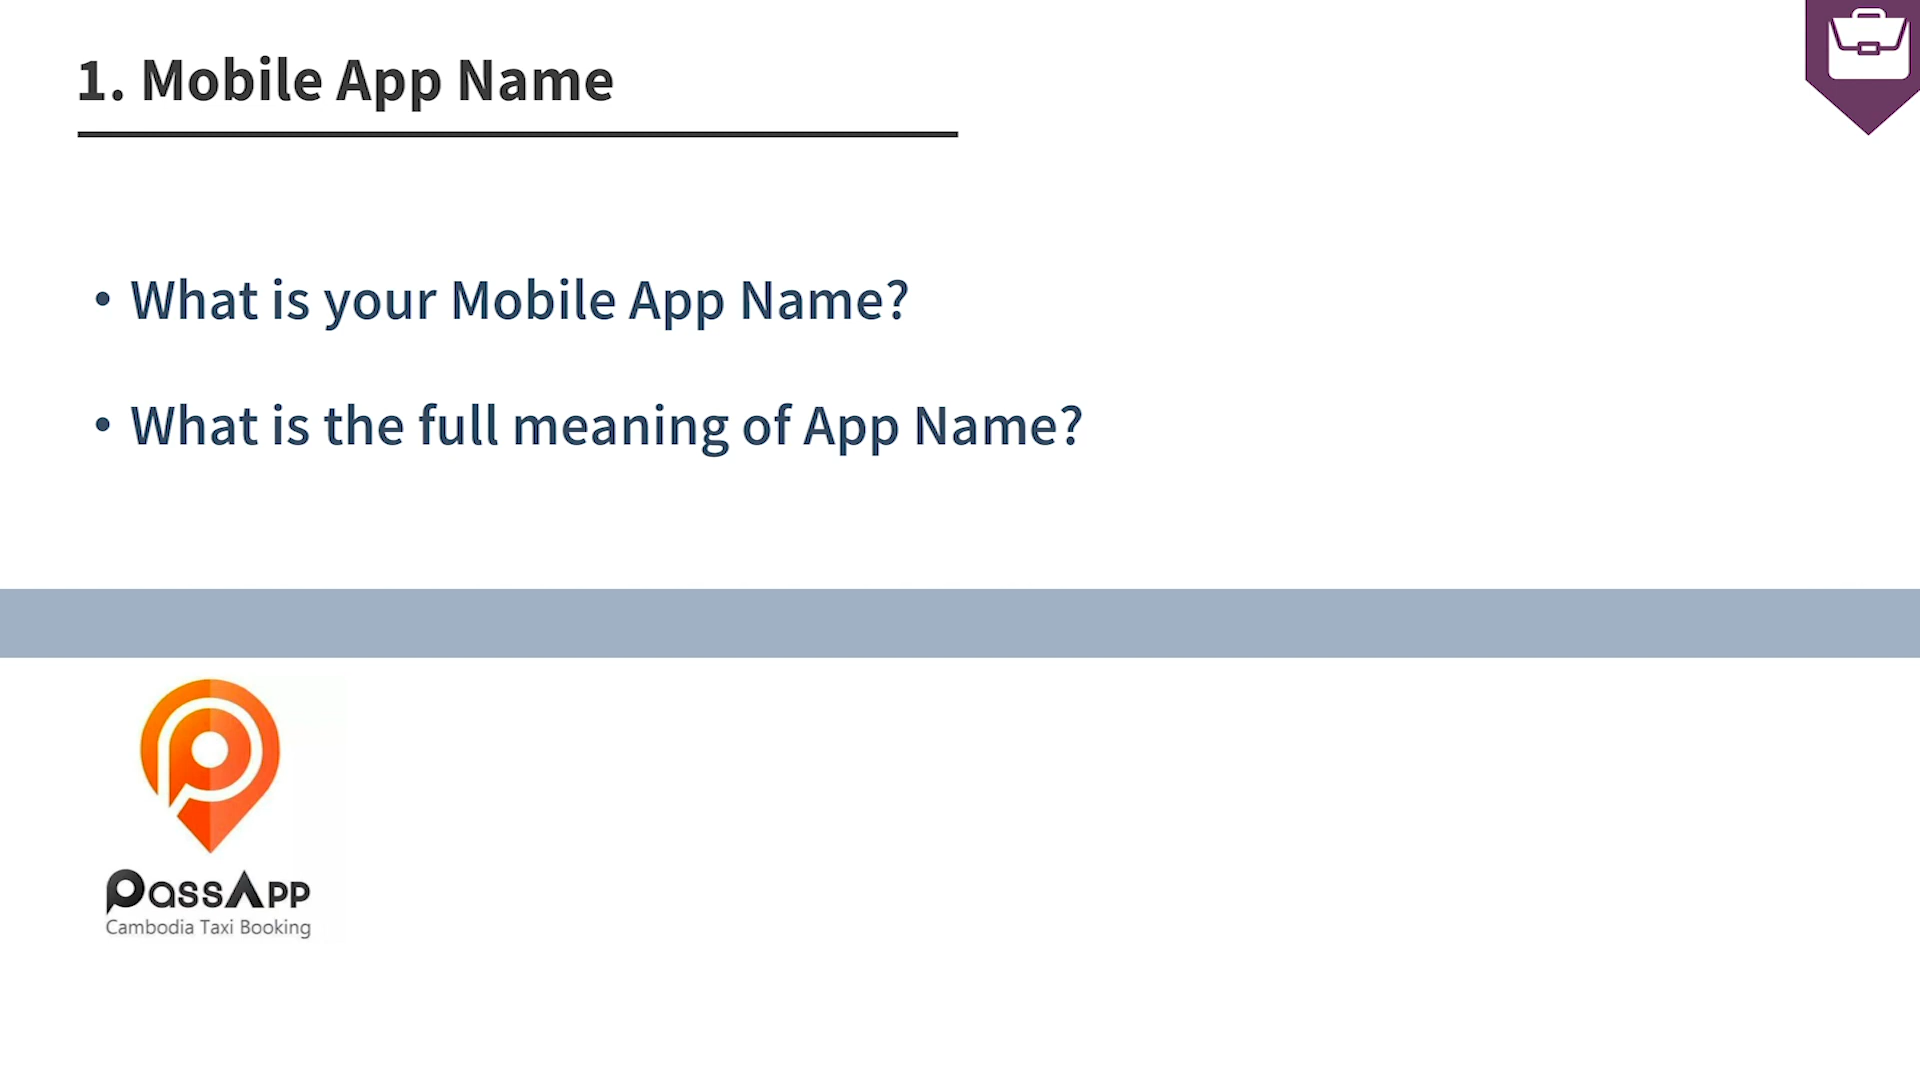 1. Mobile App Name
• What is your Mobile App Name?
• What is the full meaning of App Name?
PassApp
Cambodia Taxi Booking